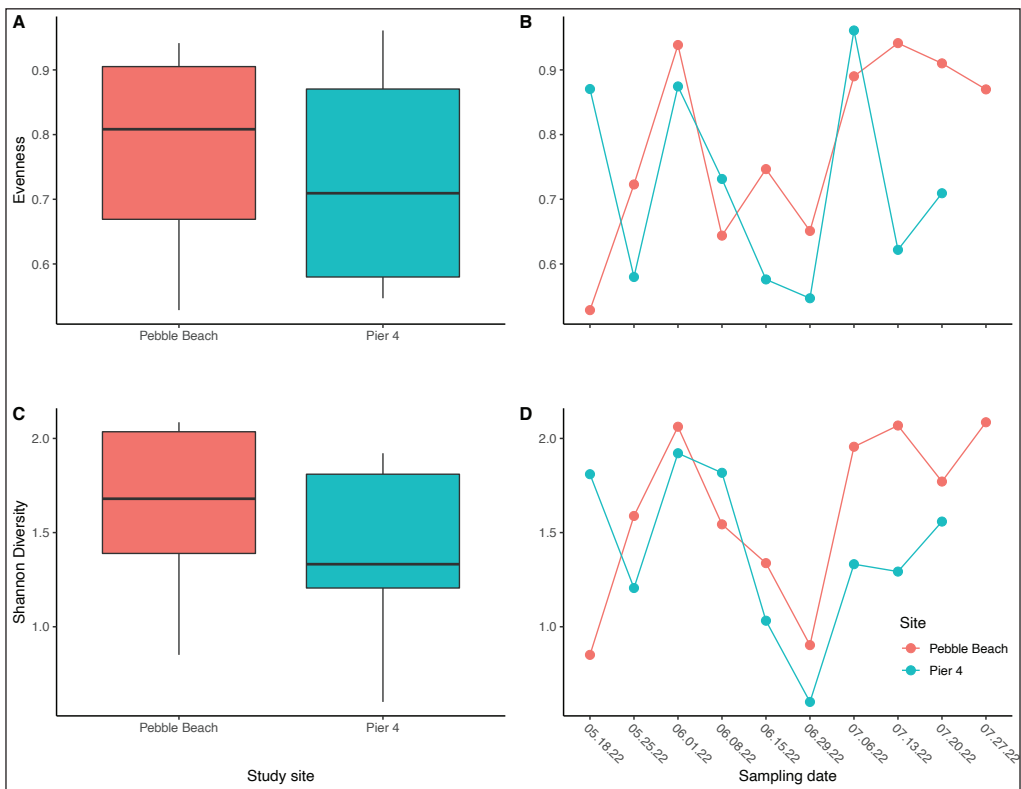 A
Evenness
0.9
0.8
0.7
0.6
Pebble Beach
Pier 4
B
0.9
0.8
0.7
0.6
C
Shannon Diversity
2.0
1.5
1.0
Pebble Beach
Pier 4
Study site
D
2.0
1.5
1.0
Site
Pebble Beach
Pier 4
05.18.22
05.25.22
06.01.22
06.08.22
06.15.22
06.29.22
07.06.22
07.13.22
07.20.22
07.27.22
Sampling date